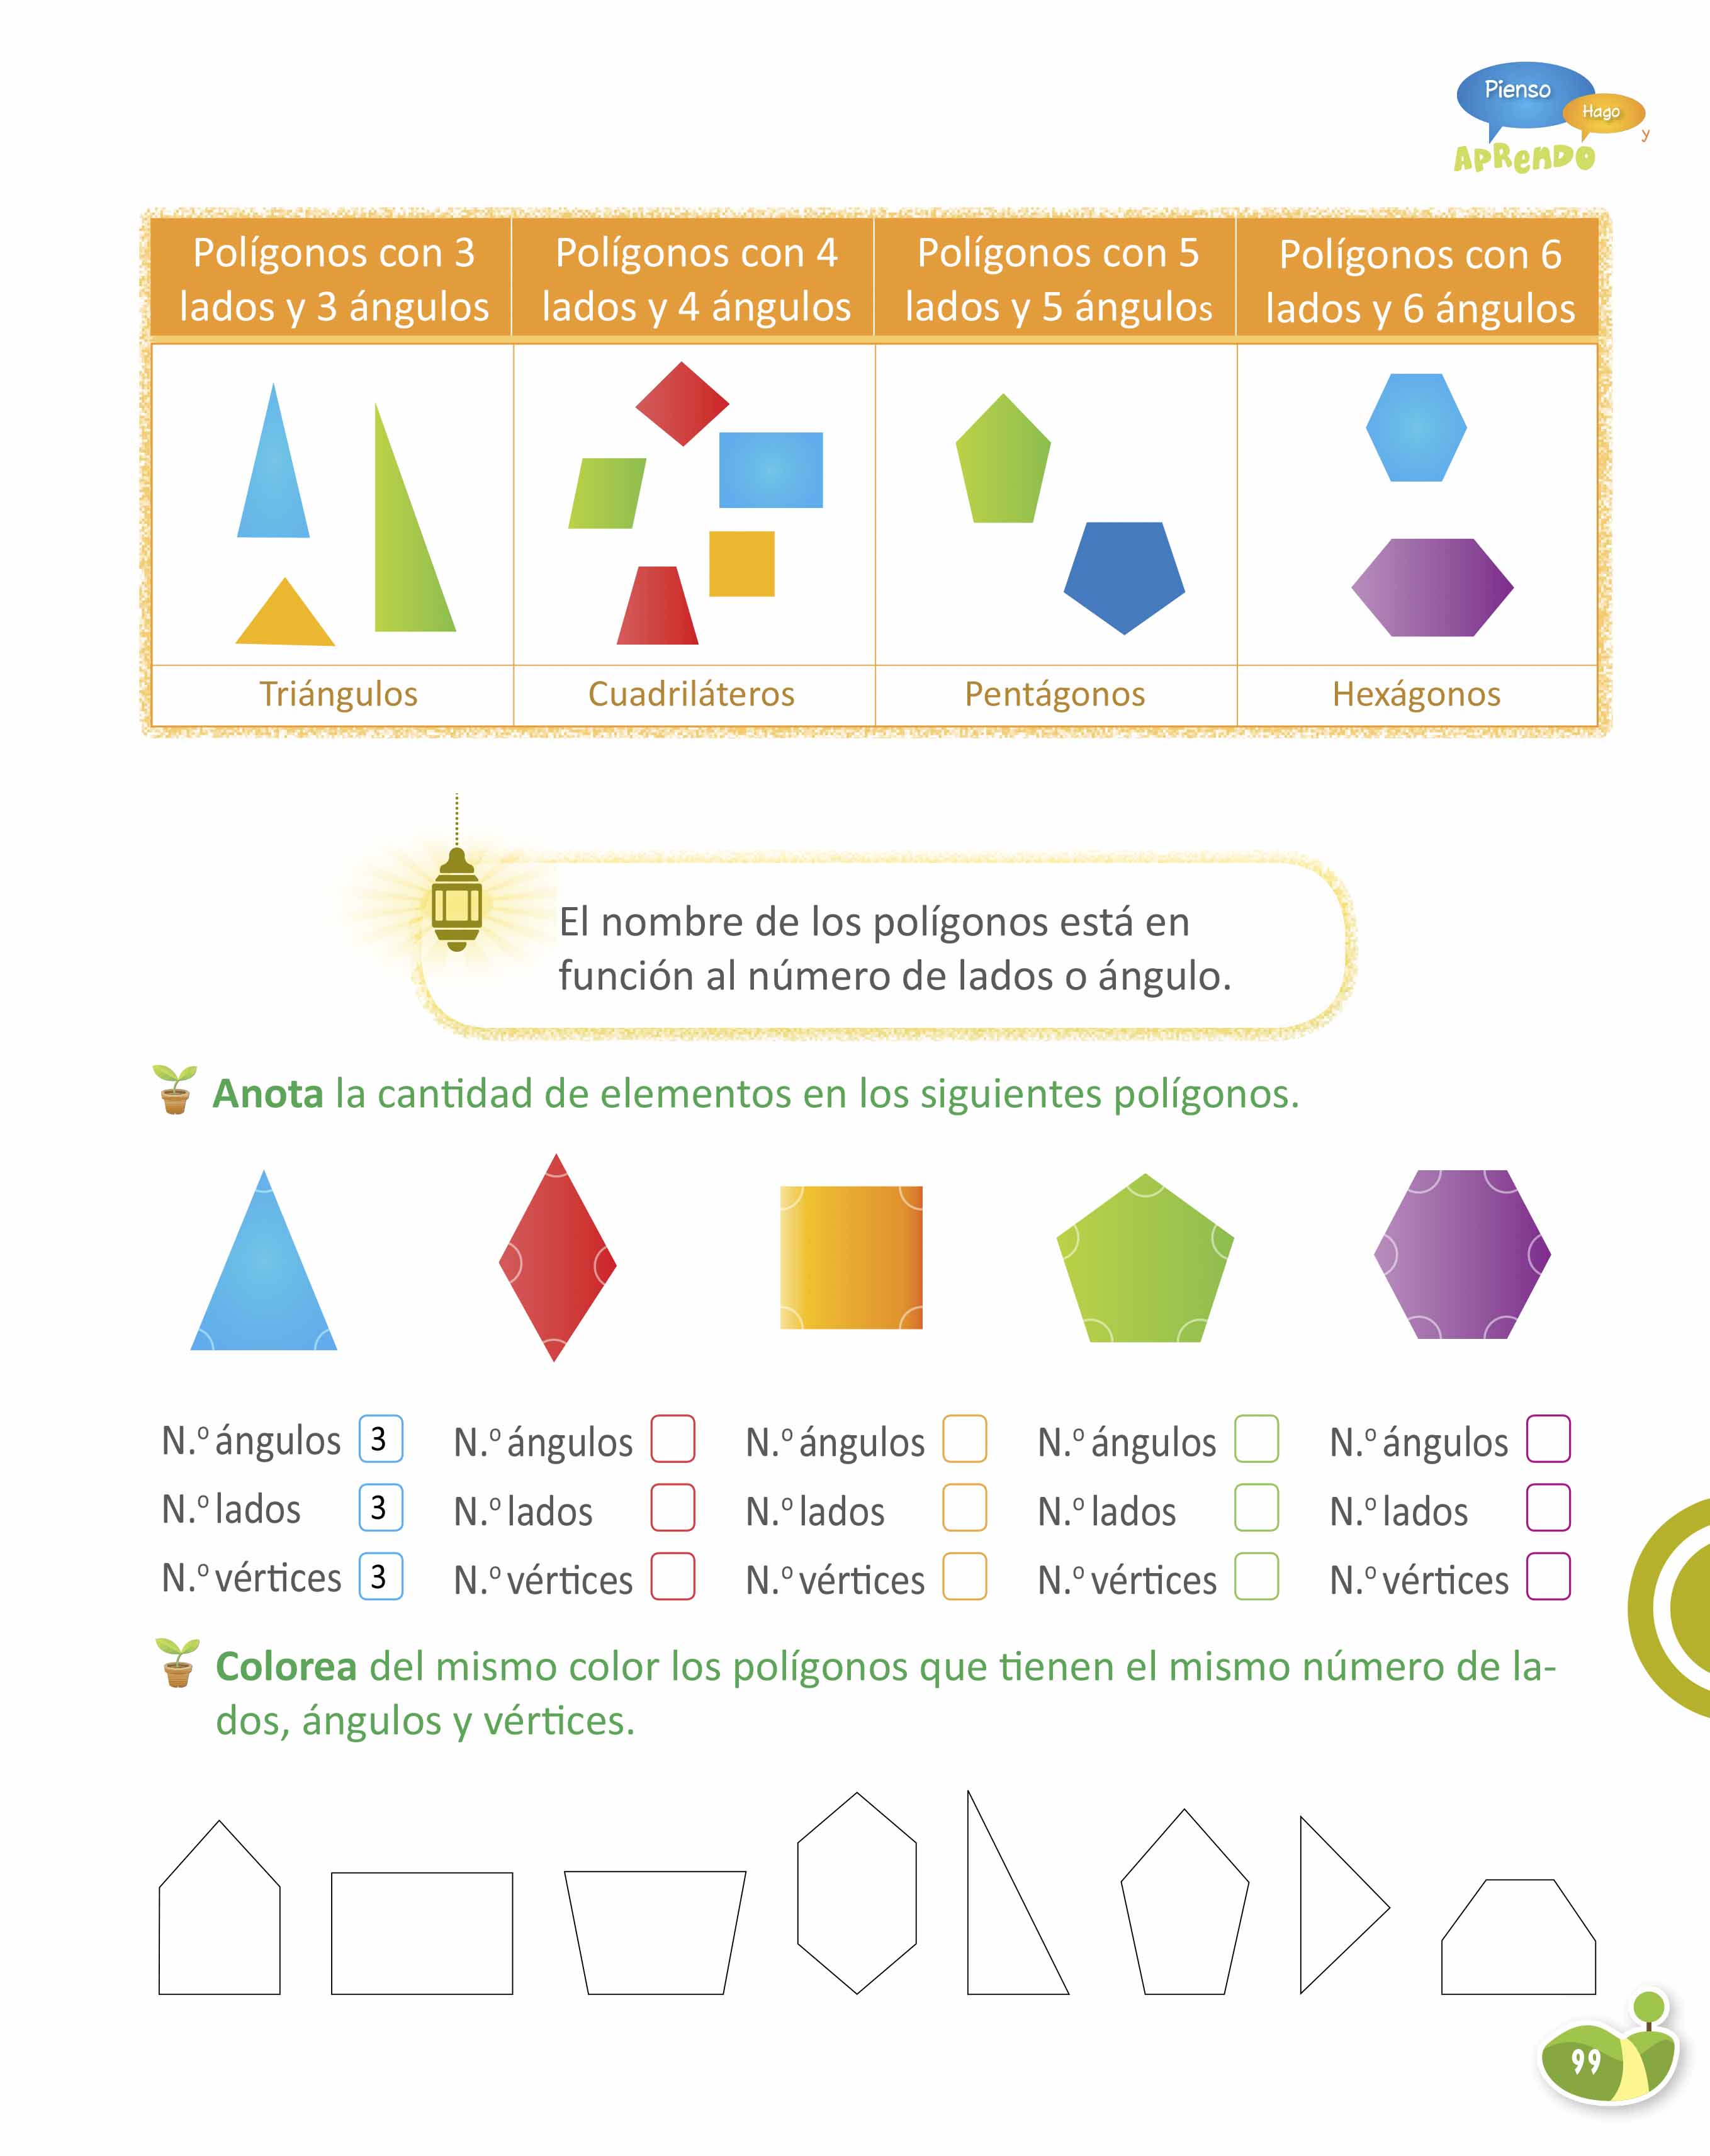 Pienso
Hago
y
APRENDO
Polígonos con 3
lados y 3 ángulos
Polígonos con 4
lados y 4 ángulos
Polígonos con 5
lados y 5 ángulos
Polígonos con 6
lados y 6 ángulos
Triángulos
Cuadriláteros
Pentágonos
Hexágonos
El nombre de los polígonos está en
función al número de lados o ángulo.
Anota la cantidad de elementos en los siguientes polígonos.
N.º ángulos 3 N.º ángulos N.º ángulos N.º ángulos N.º ángulos
N.º lados 3 N.º lados N.º lados N.º lados N.º lados
N.º vértices 3 N.º vértices N.º vértices N.º vértices N.º vértices
Colorea del mismo color los polígonos que tienen el mismo número de la-
dos, ángulos y vértices.
99